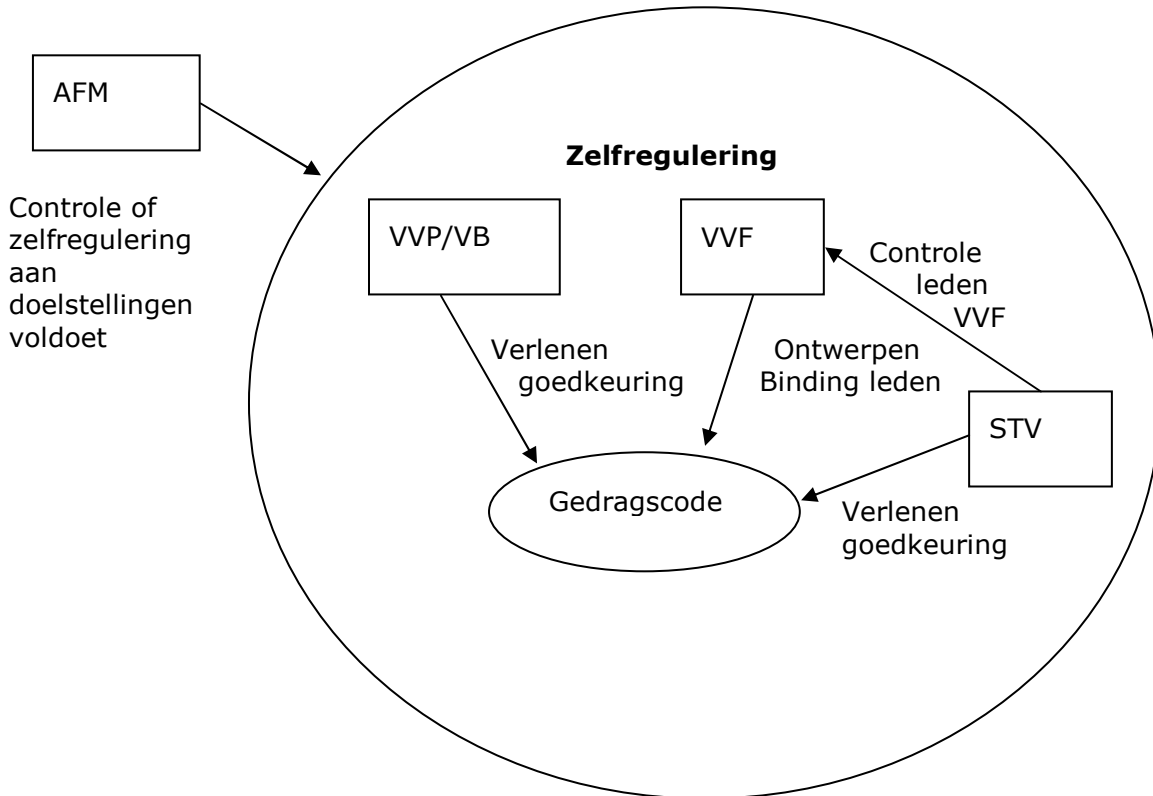 AFM
Controle of
zelfregulering
aan
doelstellingen
voldoet
Zelfregulering
VVP/VB
VVF
Controle
leden
VVF
Verlenen
goedkeuring
Ontwerpen
Binding leden
STV
Gedragscode
Verlenen
goedkeuring